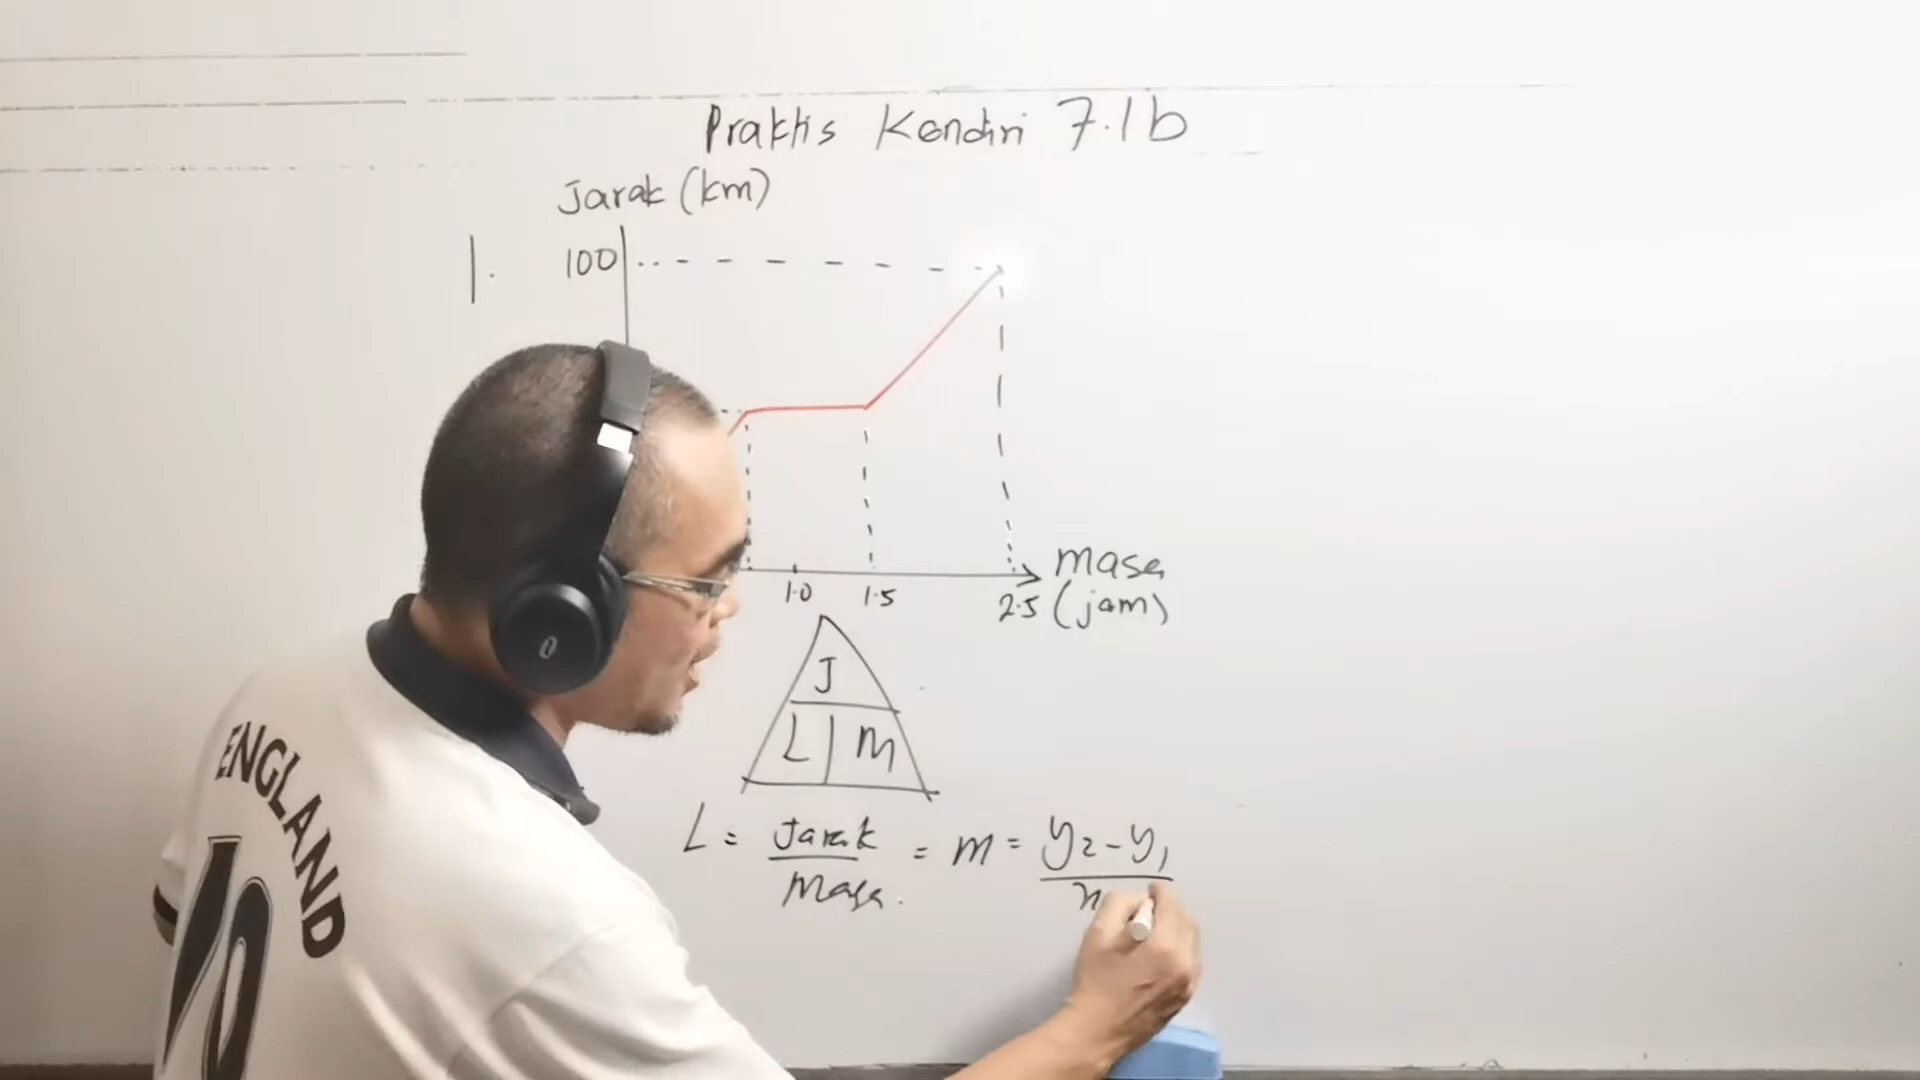 Praktis Kendiri 7.1b
Jarak (km)
1.
100
masa
1.0
1.5
2.5
(jam)
J
L
M
L = Jarak = m = y2 - y1
Masa.
ENGLAND
10